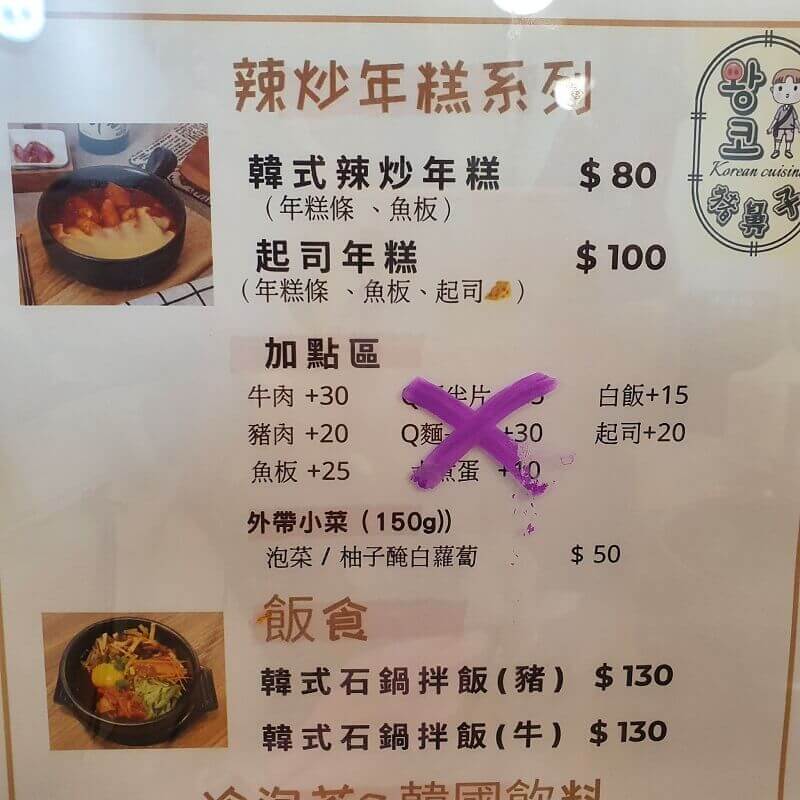 辣炒年糕系列
왕코
Korean cuisin
韓式辣炒年糕 $80
(年糕條、魚板)
起司年糕 $100
(年糕條、魚板、起司)
加點區
牛肉 +30 白飯+15
豬肉 +20 Q麵 +30 起司+20
魚板 +25 煮蛋 +10
外帶小菜 (150g))
泡菜 / 柚子醃白蘿蔔 $50
飯食
韓式石鍋拌飯(豬) $130
韓式石鍋拌飯(牛) $130